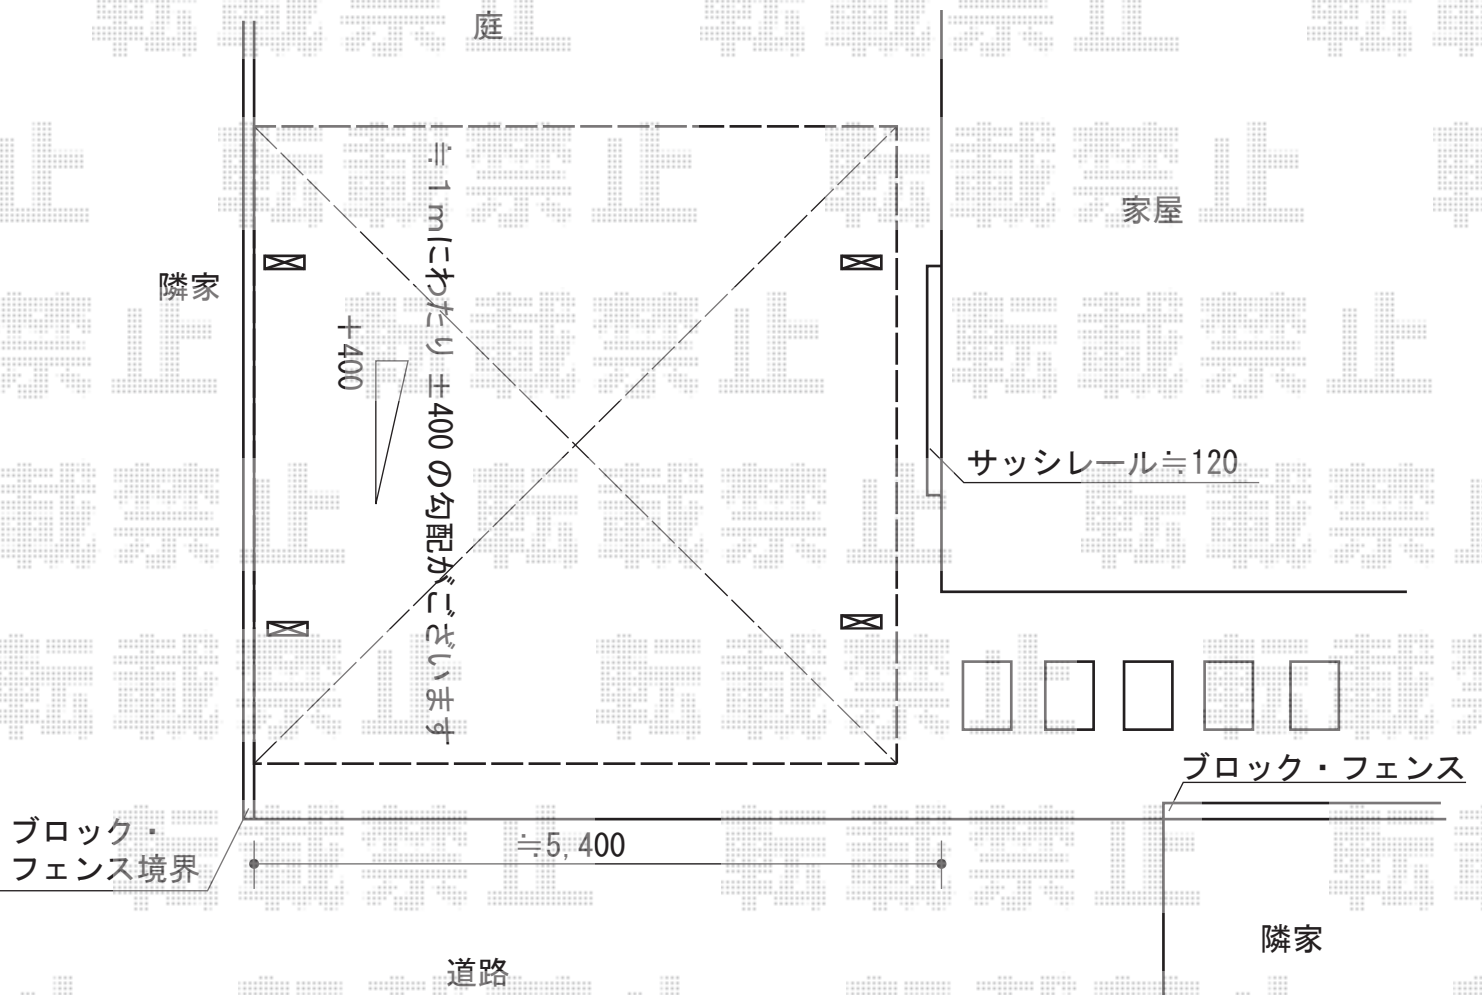 庭
家屋
隣家
+400
≒1mにわたり ±400の勾配がございます
サッシレール≒120
ブロック・フェンス
ブロック・
フェンス境界
≒5,400
隣家
道路
転載禁止